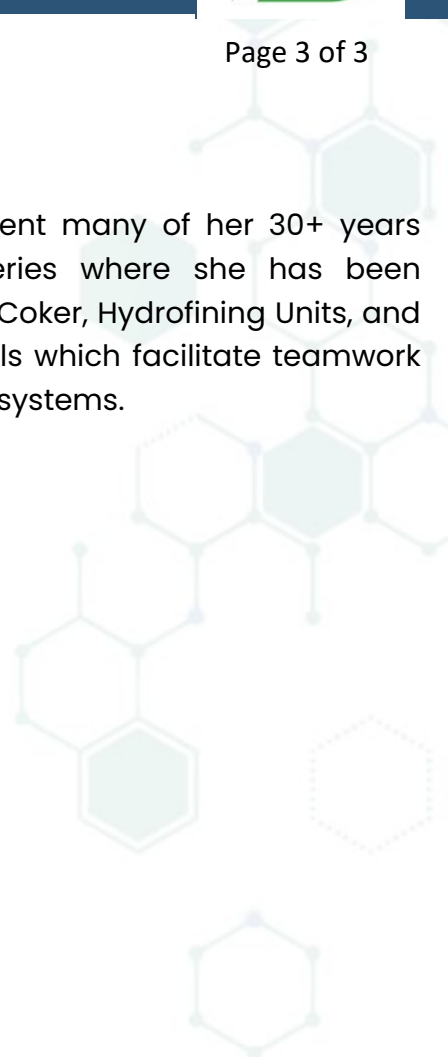 Page 3 of 3
ent many of her 30+ years
eries where she has been
Coker, Hydrofining Units, and
ls which facilitate teamwork
systems.